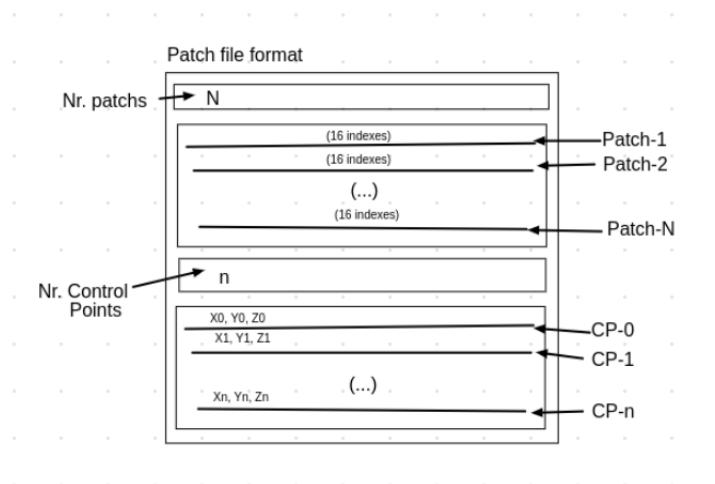 Patch file format
Nr. patchs
N
(16 indexes)
Patch-1
(16 indexes)
Patch-2
(...)
(16 indexes)
Patch-N
n
Nr. Control
Points
X0, Y0, Z0
CP-0
X1, Y1, Z1
CP-1
(...)
Xn, Yn, Zn
CP-n